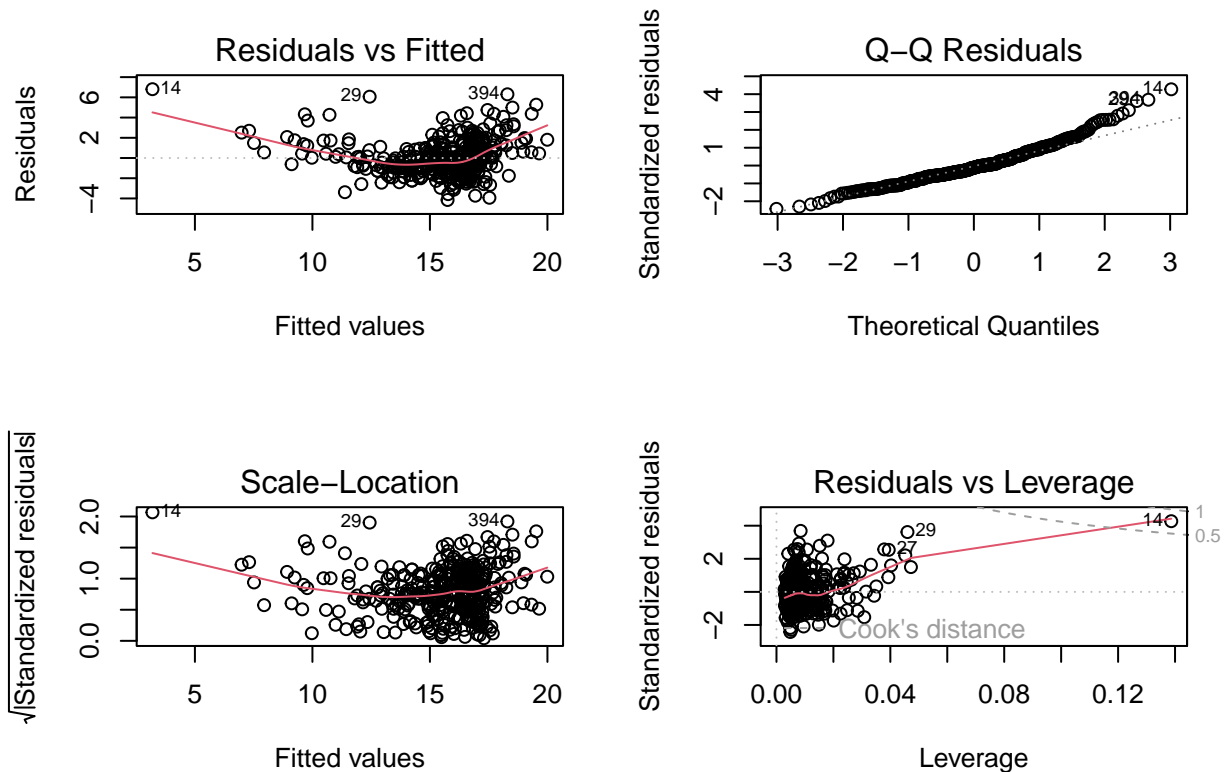 Residuals vs Fitted
Residuals
6
2
−4
14
29
394
5 10 15 20
Fitted values
Q−Q Residuals
Standardized residuals
4
1
−2
14
−3 −2 −1 0 1 2 3
Theoretical Quantiles
Scale−Location
√|Standardized residuals|
2.0
1.0
0.0
14
29
394
5 10 15 20
Fitted values
Residuals vs Leverage
Standardized residuals
2
−2
14
29
27
1
0.5
Cook's distance
0.00 0.04 0.08 0.12
Leverage